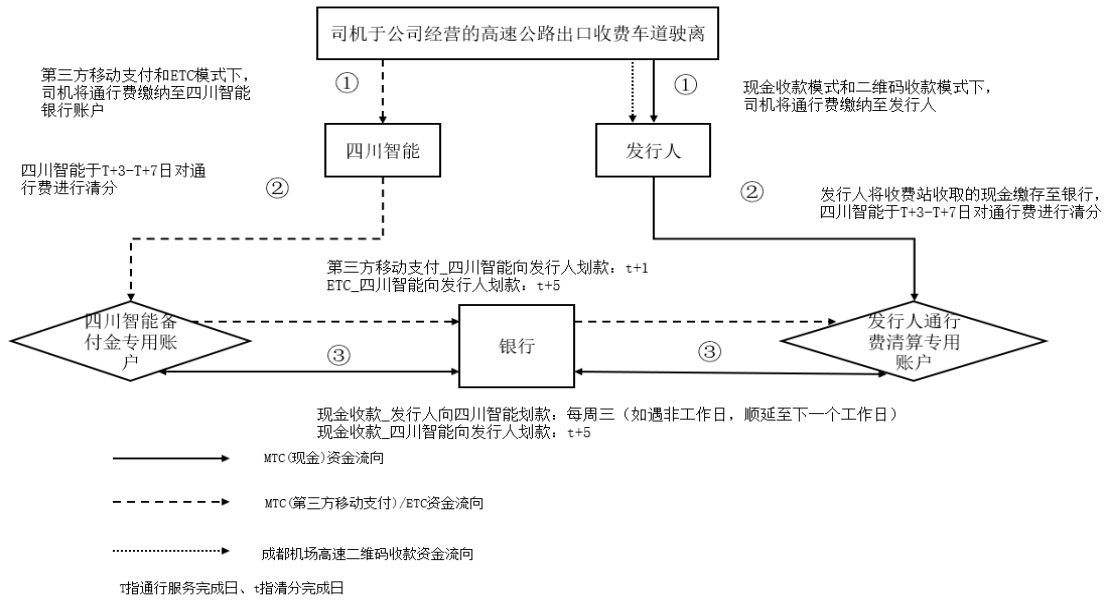 司机于公司经营的高速公路出口收费车道驶离
第三方移动支付和ETC模式下，
司机将通行费缴纳至四川智能
银行账户
①
①
现金收款模式和二维码收款模式下，
司机将通行费缴纳至发行人
四川智能
发行人
四川智能于T+3-T+7日对通
行费进行清分
②
②
发行人将收费站收取的现金缴存至银行，
四川智能于T+3-T+7日对通行费进行清分
第三方移动支付_四川智能向发行人划款：t+1
ETC_四川智能向发行人划款：t+5
四川智能备
付金专用账
户
③
银行
③
发行人通行
费清算专用
账户
现金收款_发行人向四川智能划款：每周三（如遇非工作日，顺延至下一个工作日）
现金收款_四川智能向发行人划款：t+5
MTC(现金)资金流向
MTC(第三方移动支付)/ETC资金流向
成都机场高速二维码收款资金流向
T指通行服务完成日、t指清分完成日